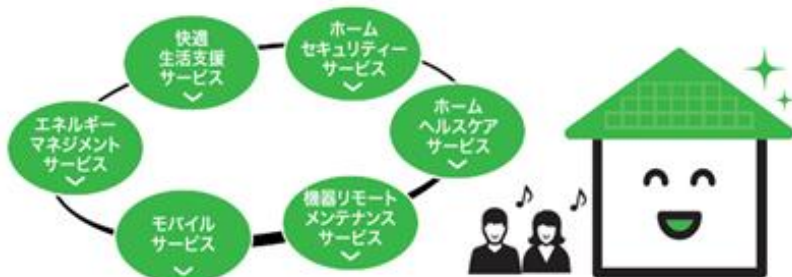 快適
生活支援
サービス
ホーム
セキュリティー
サービス
エネルギー
マネジメント
サービス
ホーム
ヘルスケア
サービス
モバイル
サービス
機器リモート
メンテナンス
サービス